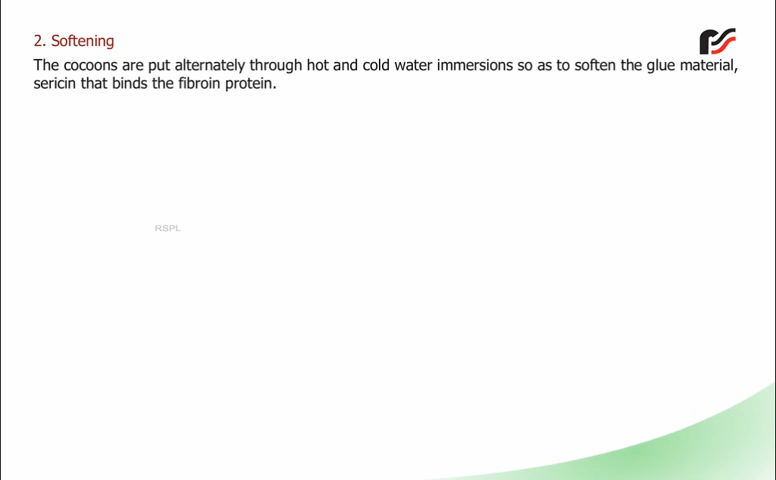 2. Softening
The cocoons are put alternately through hot and cold water immersions so as to soften the glue material,
sericin that binds the fibroin protein.
RSPL